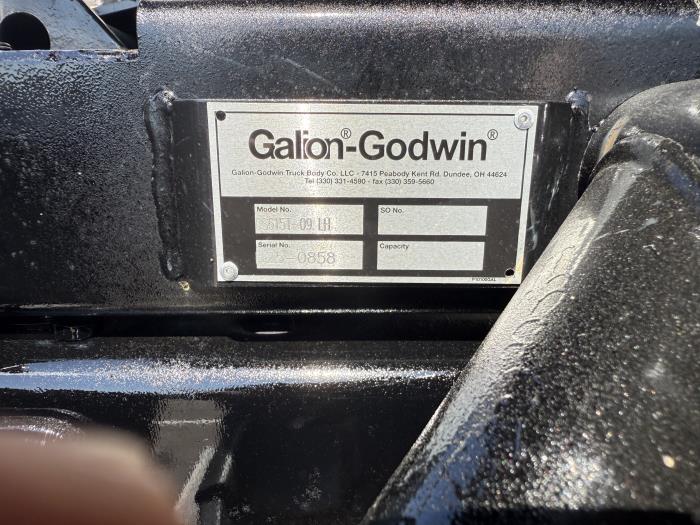 Galion®-Godwin®
Galion-Godwin Truck Body Co. LLC - 7415 Peabody Kent Rd. Dundee, OH 44624
Tel (330) 331-4590 - fax (330) 359-5660
Model No. SO No.
Serial No. Capacity
-0858